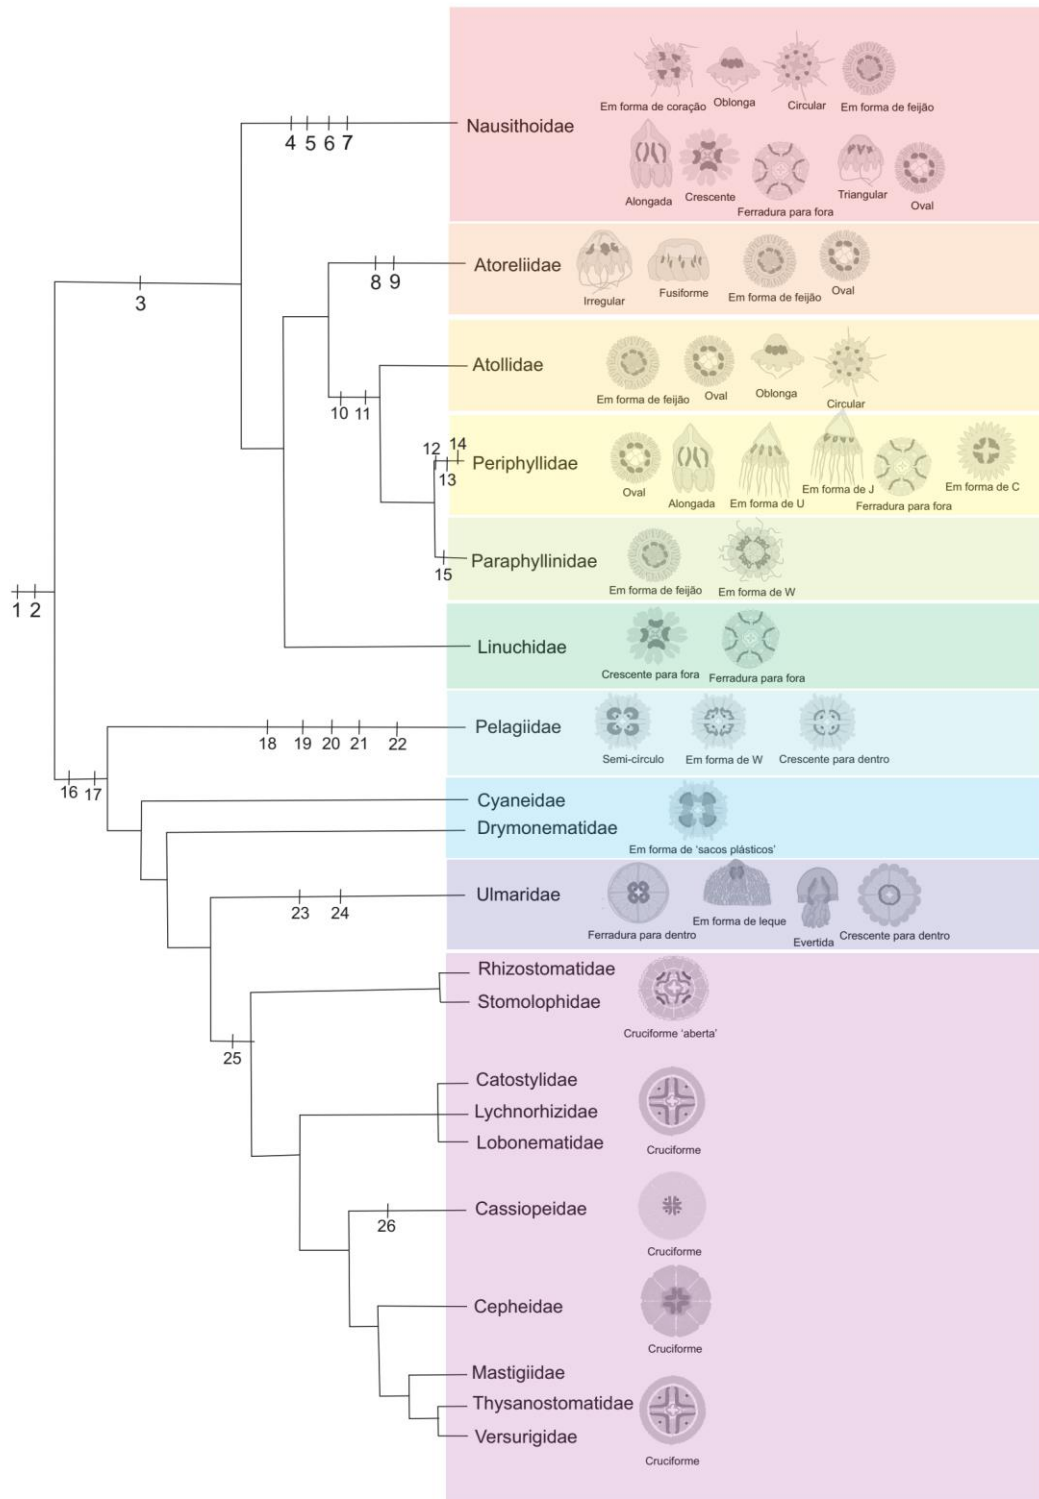 Em forma de coração
Oblonga
Circular
Em forma de feijão
4 5 6 7
Nausithoidae
Alongada
Crescente
Ferradura para fora
Triangular
Oval
3
8 9
Atoreliidae
Irregular
Fusiforme
Em forma de feijão
Oval
10 11
Atollidae
Em forma de feijão
Oval
Oblonga
Circular
12
13
14
Periphyllidae
Oval
Alongada
Em forma de U
Em forma de J
Ferradura para fora
Em forma de C
15
Paraphyllinidae
Em forma de feijão
Em forma de W
1 2
Linuchidae
Crescente para fora
Ferradura para fora
16 17
18 19 20 21 22
Pelagiidae
Semi-círculo
Em forma de W
Crescente para dentro
Cyaneidae
Drymonematidae
Em forma de ‘sacos plásticos’
23 24
Ulmaridae
Ferradura para dentro
Em forma de leque
Evertida
Crescente para dentro
25
Rhizostomatidae
Stomolophidae
Cruciforme ‘aberta’
Catostylidae
Lychnorhizidae
Lobonematidae
Cruciforme
26
Cassiopeidae
Cruciforme
Cepheidae
Cruciforme
Mastigiidae
Thysanostomatidae
Versurigidae
Cruciforme